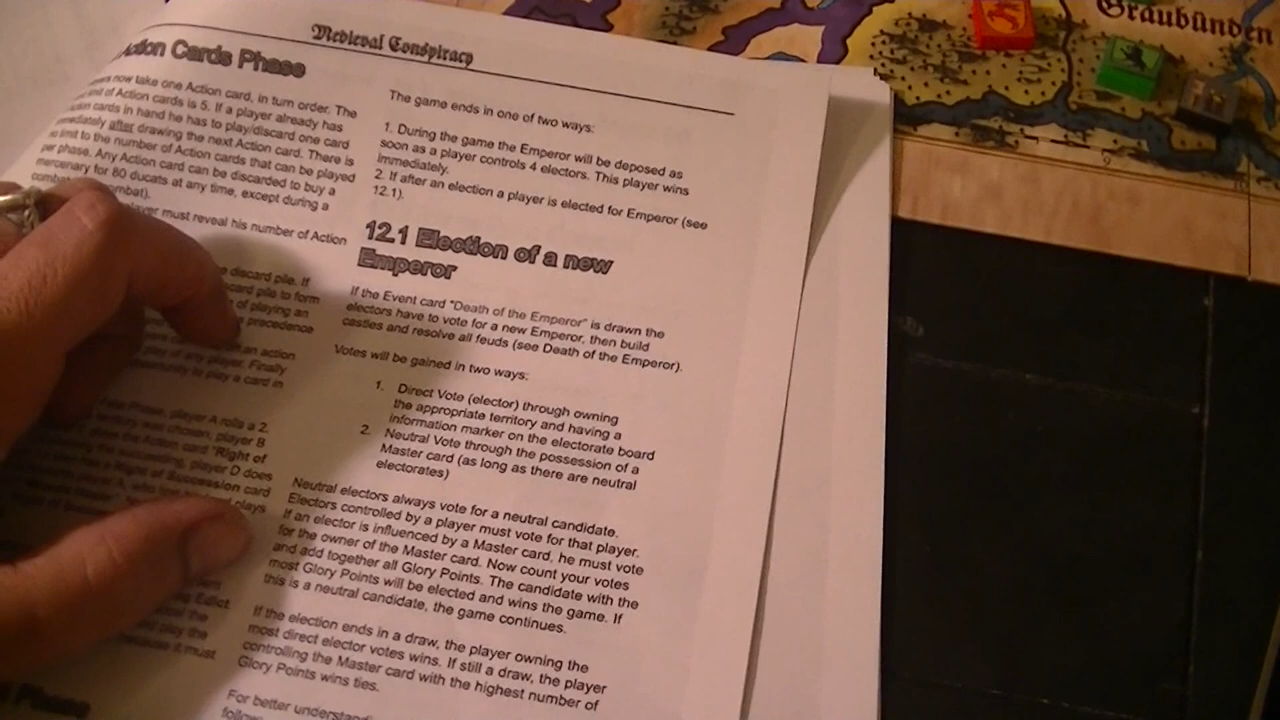 Medieval Conspiracy
Graubünden
Action Cards Phase
now take one Action card, in turn order. The
of Action cards is 5. If a player already has
cards in hand he has to play/discard one card
immediately after drawing the next Action card. There is
no limit to the number of Action cards that can be played
per phase. Any Action card can be discarded to buy a
mercenary for 80 ducats at any time, except during a
combat
player must reveal his number of Action
discard pile. If
discard pile to form
of playing an
precedence
an action
play of any player. Finally
opportunity to play a card in
Phase, player A rolls a 2.
was chosen, player B
the Action card "Right of
player D does
Right of Succession card
plays
Edict
the
play the
it must
Phase
The game ends in one of two ways:
1. During the game the Emperor will be deposed as
soon as a player controls 4 electors. This player wins
immediately.
2. If after an election a player is elected for Emperor (see
12.1).
12.1 Election of a new
Emperor
If the Event card "Death of the Emperor" is drawn the
electors have to vote for a new Emperor, then build
castles and resolve all feuds (see Death of the Emperor).
Votes will be gained in two ways:
1. Direct Vote (elector) through owning
the appropriate territory and having a
information marker on the electorate board
2. Neutral Vote through the possession of a
Master card (as long as there are neutral
electorates)
Neutral electors always vote for a neutral candidate.
Electors controlled by a player must vote for that player.
If an elector is influenced by a Master card, he must vote
for the owner of the Master card. Now count your votes
and add together all Glory Points. The candidate with the
most Glory Points will be elected and wins the game. If
this is a neutral candidate, the game continues.
If the election ends in a draw, the player owning the
most direct elector votes wins. If still a draw, the player
controlling the Master card with the highest number of
Glory Points wins ties.
For better